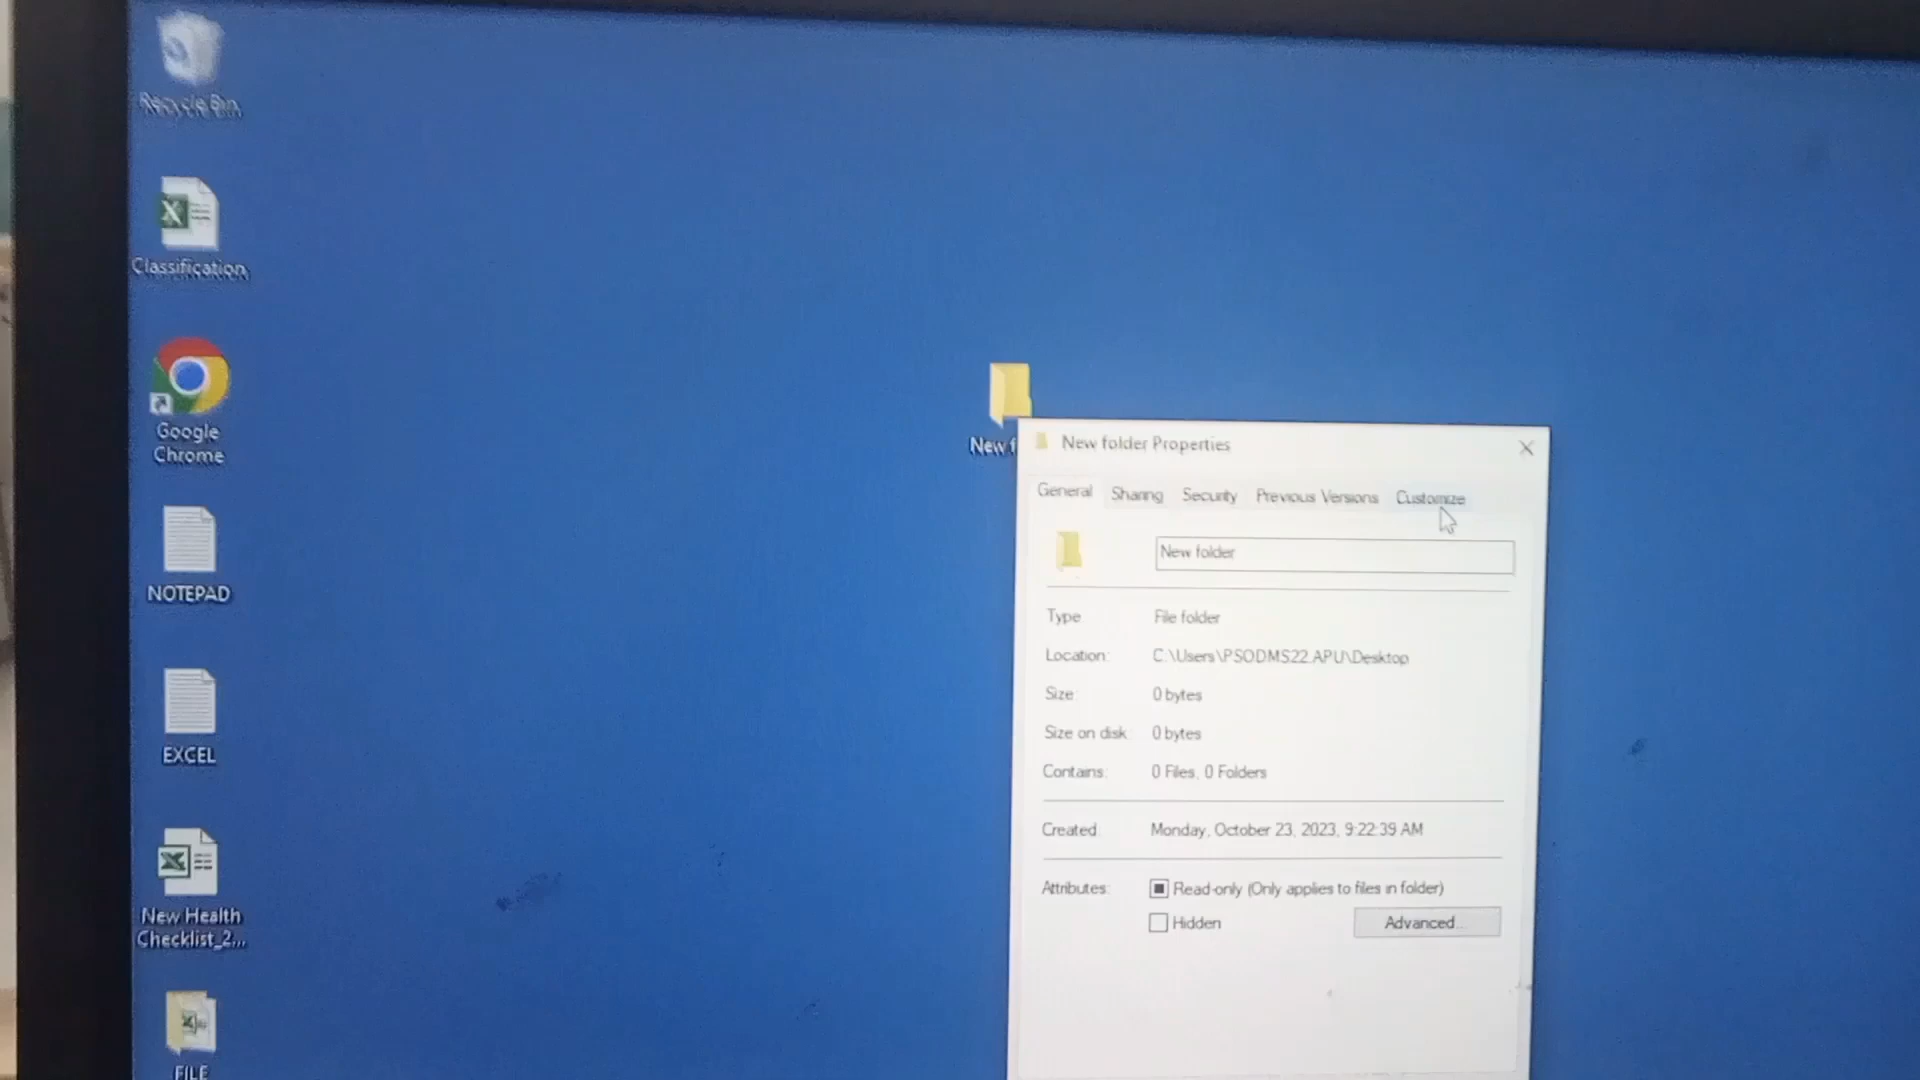 Recycle Bin
Classification
Google
Chrome
NOTEPAD
EXCEL
New Health
Checklist_2...
FILE
New f
New folder Properties
General Sharing Security Previous Versions Customize
New folder
Type File folder
Location: C:\Users\PSODMS22.APU\Desktop
Size: 0 bytes
Size on disk: 0 bytes
Contains: 0 Files, 0 Folders
Created: Monday, October 23, 2023, 9:22:39 AM
Attributes: Read-only (Only applies to files in folder)
Hidden Advanced...